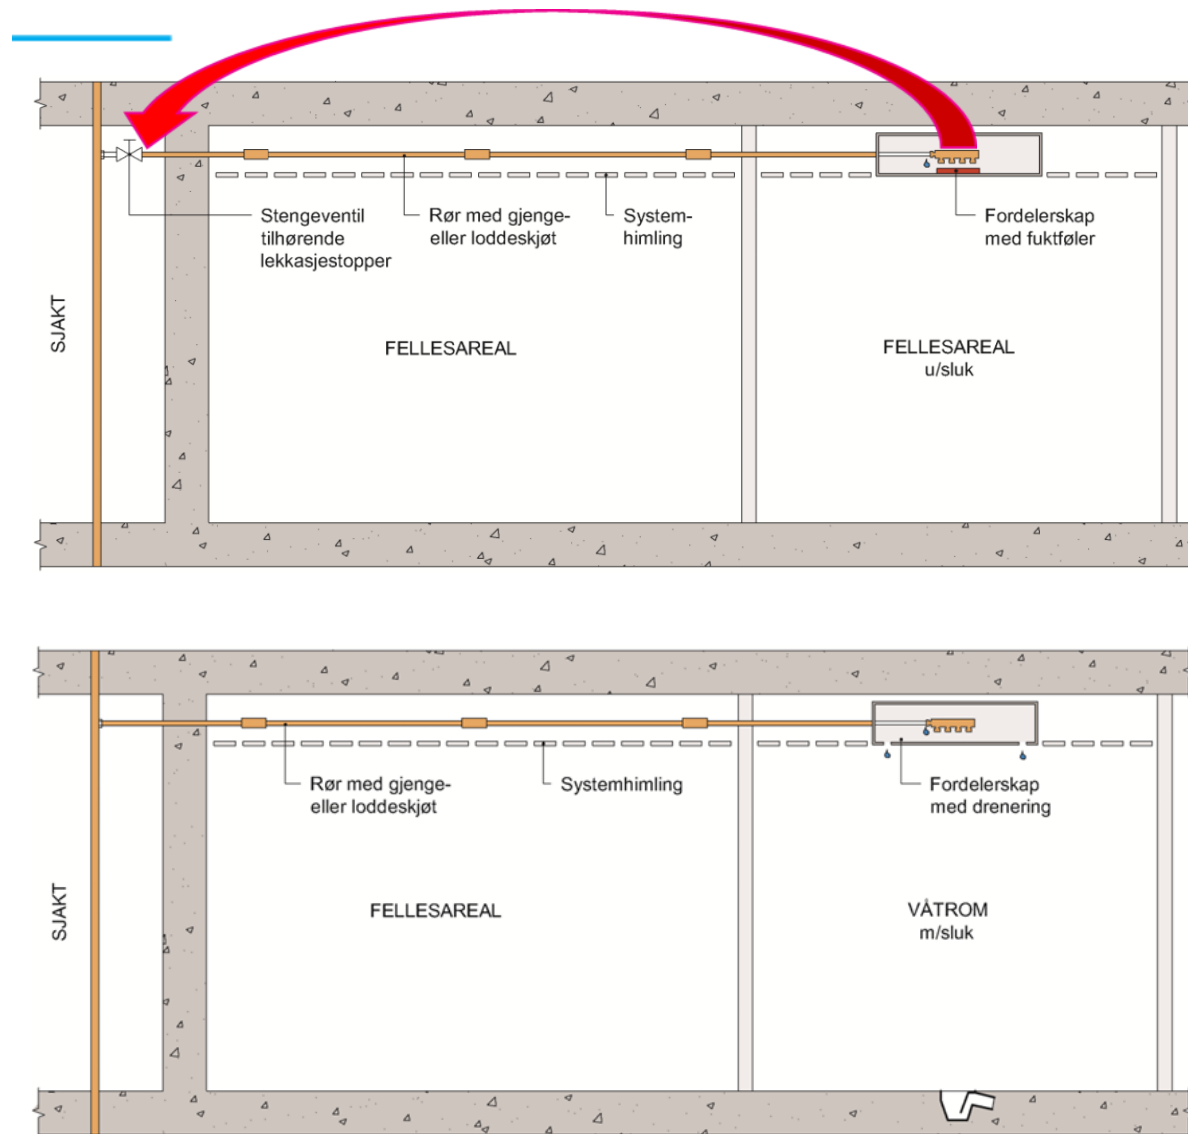 Stengeventil
tilhørende
lekkasjestopper
Rør med gjenge-
eller loddeskjøt
System-
himling
Fordelerskap
med fuktføler
SJAKT
FELLESAREAL
FELLESAREAL
u/sluk
Rør med gjenge-
eller loddeskjøt
Systemhimling
Fordelerskap
med drenering
SJAKT
FELLESAREAL
VÅTROM
m/sluk